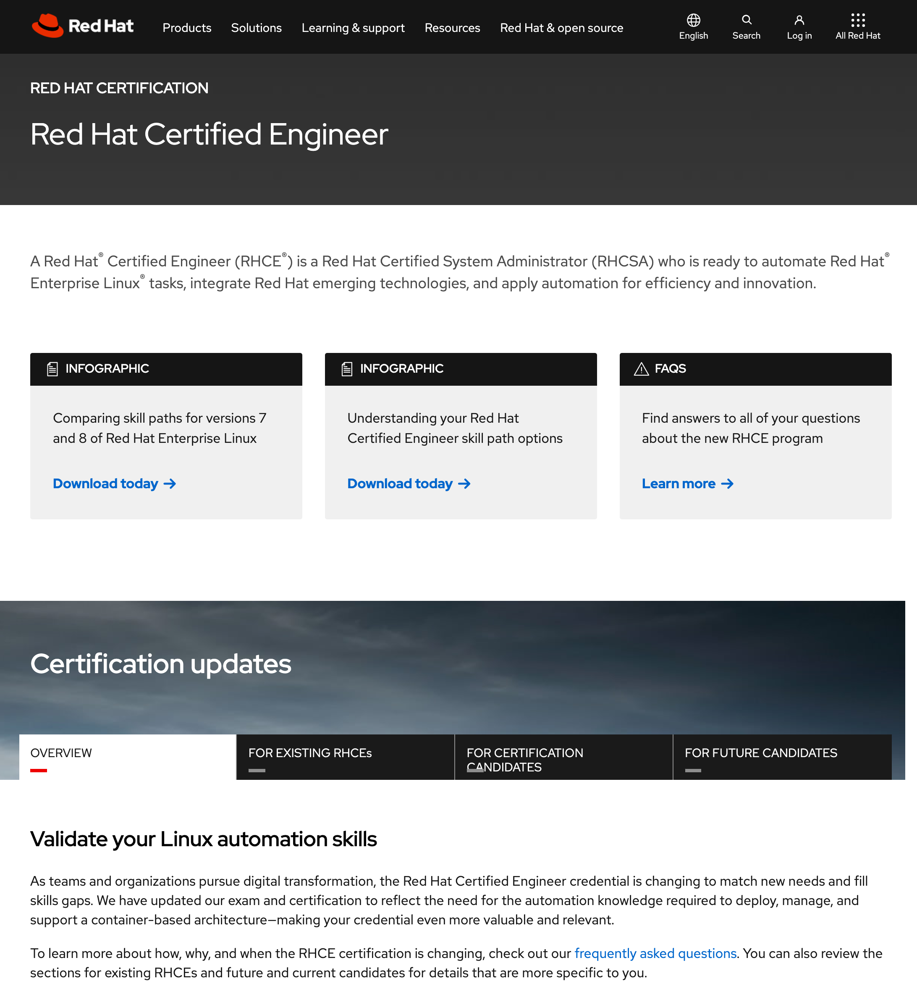 Red Hat
Products
Solutions
Learning & support
Resources
Red Hat & open source
English
Search
Log in
All Red Hat
RED HAT CERTIFICATION
Red Hat Certified Engineer
A Red Hat® Certified Engineer (RHCE®) is a Red Hat Certified System Administrator (RHCSA) who is ready to automate Red Hat®
Enterprise Linux® tasks, integrate Red Hat emerging technologies, and apply automation for efficiency and innovation.
INFOGRAPHIC
Comparing skill paths for versions 7
and 8 of Red Hat Enterprise Linux
Download today
INFOGRAPHIC
Understanding your Red Hat
Certified Engineer skill path options
Download today
FAQS
Find answers to all of your questions
about the new RHCE program
Learn more
Certification updates
OVERVIEW
FOR EXISTING RHCEs
FOR CERTIFICATION
CANDIDATES
FOR FUTURE CANDIDATES
Validate your Linux automation skills
As teams and organizations pursue digital transformation, the Red Hat Certified Engineer credential is changing to match new needs and fill
skills gaps. We have updated our exam and certification to reflect the need for the automation knowledge required to deploy, manage, and
support a container-based architecture—making your credential even more valuable and relevant.
To learn more about how, why, and when the RHCE certification is changing, check out our frequently asked questions. You can also review the
sections for existing RHCEs and future and current candidates for details that are more specific to you.